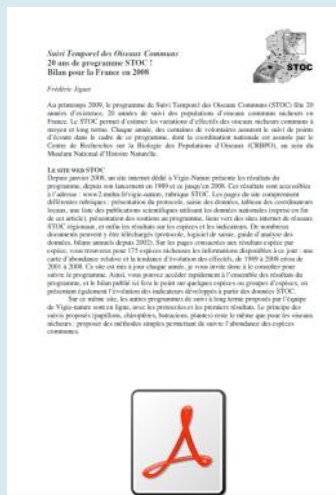 Suivi Temporel des Oiseaux Communs
20 ans de programme STOC !
Bilan pour la France en 2008
STOC
Frédéric Jiguet
Au printemps 2009, le programme de Suivi Temporel des Oiseaux Communs (STOC) fête 20
années d'existence, 20 années de suivi des populations d'oiseaux communs nicheurs en
France. Le STOC permet d'estimer les variations d'effectifs des oiseaux nicheurs communs à
moyen et long terme. Chaque année, des centaines de volontaires assurent le suivi de points
d'écoute dans le cadre de ce programme, dont la coordination nationale est assurée par le
Centre de Recherches sur la Biologie des Populations d'Oiseaux (CRBPO), au sein du
Muséum National d'Histoire Naturelle.
LE SITE WEB STOC
Depuis janvier 2008, un site internet dédié à Vigie-Nature présente les résultats du
programme, depuis son lancement en 1989 et ce jusqu'en 2008. Ces résultats sont accessibles
à l'adresse : www2.mnhn.fr/vigie-nature, rubrique STOC. Les pages du site comprennent
différentes rubriques : présentation du protocole, saisie des données, tableau des coordinateurs
locaux, une liste des publications scientifiques utilisant les données nationales (reprise en fin
de cet article), présentation des soutiens au programme, liens vers des sites internet de réseaux
STOC régionaux, et enfin les résultats sur les espèces et les indicateurs. De nombreux
documents peuvent y être téléchargés (protocole, logiciel de saisie, guide d'analyse des
données, bilans annuels depuis 2002). Sur les pages consacrées aux résultats espèce par
espèce, vous trouverez pour 175 espèces nicheuses les informations disponibles à ce jour : une
carte d'abondance relative et la tendance d'évolution des effectifs, de 1989 à 2008 et/ou de
2001 à 2008. Ce site est mis à jour chaque année, je vous invite donc à le consulter pour
suivre le programme. Ainsi, vous pouvez accéder rapidement à l'ensemble des résultats du
programme, et le bilan publié ici fera le point sur quelques espèces ou groupes d'espèces, en
présentant également l'évolution des indicateurs développés à partir des données STOC.
Sur ce même site, les autres programmes de suivi à long terme proposés par l'équipe
de Vigie-nature sont en ligne, avec les protocoles et les premiers résultats. Le principe des
suivis proposés (papillons, chiroptères, batraciens, plantes) reste le même que pour les oiseaux
nicheurs : proposer des méthodes simples permettant de suivre l'abondance des espèces
communes.